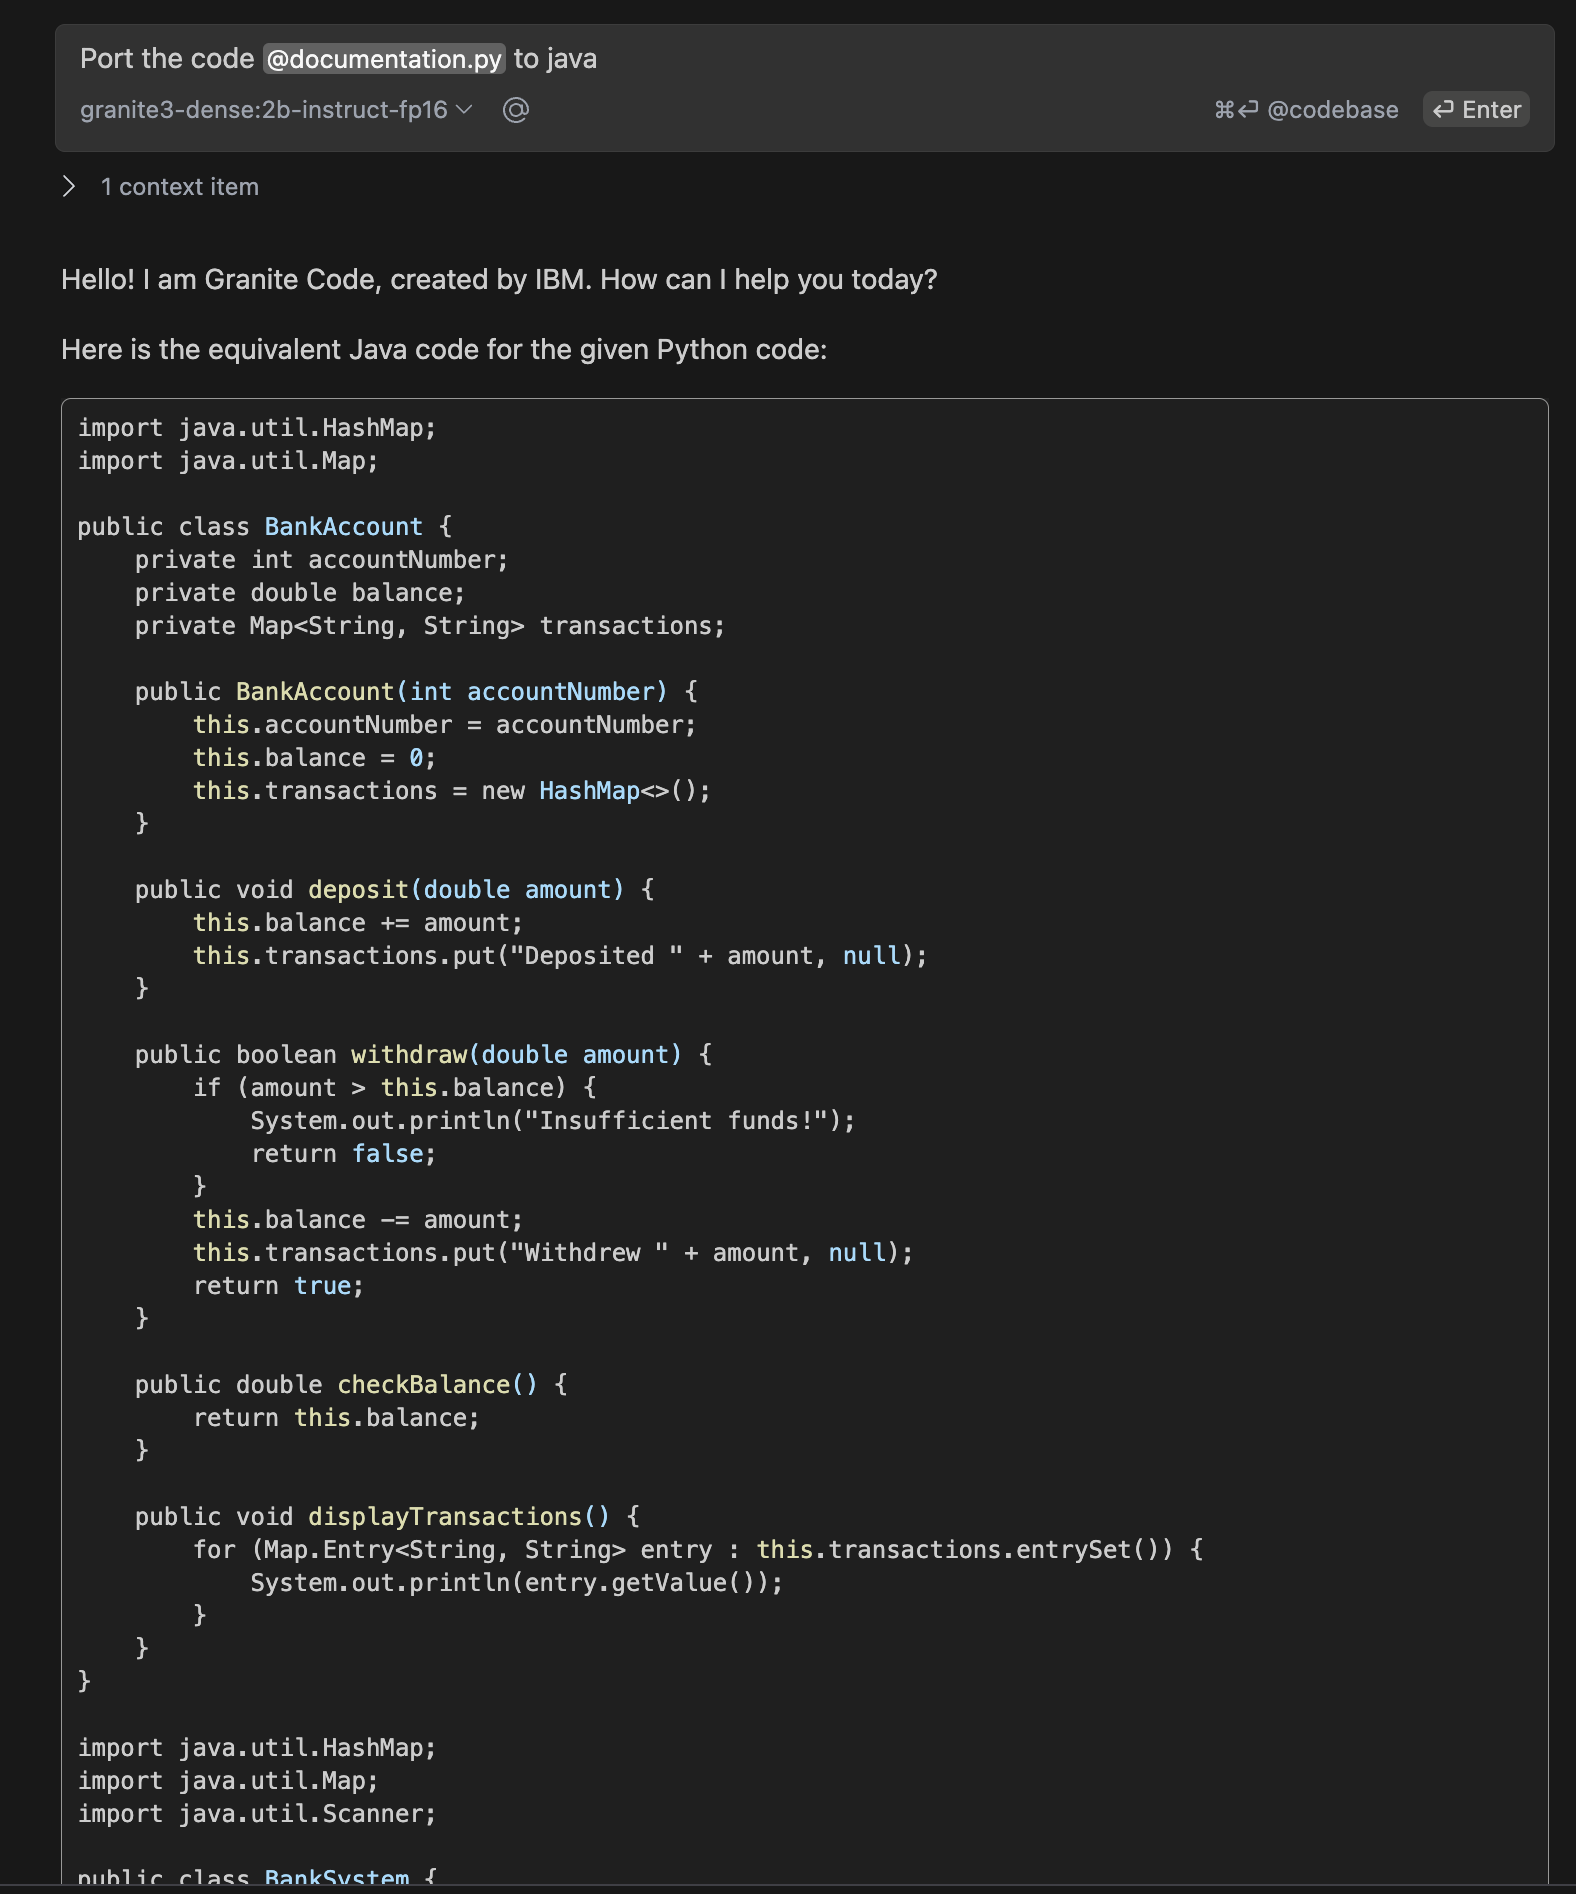 Port the code @documentation.py to java
granite3-dense:2b-instruct-fp16 @ ⌘⏎ @codebase ⏎ Enter
1 context item
Hello! I am Granite Code, created by IBM. How can I help you today?
Here is the equivalent Java code for the given Python code:
import java.util.HashMap;
import java.util.Map;
public class BankAccount {
    private int accountNumber;
    private double balance;
    private Map<String, String> transactions;
    public BankAccount(int accountNumber) {
        this.accountNumber = accountNumber;
        this.balance = 0;
        this.transactions = new HashMap<>();
    }
    public void deposit(double amount) {
        this.balance += amount;
        this.transactions.put("Deposited " + amount, null);
    }
    public boolean withdraw(double amount) {
        if (amount > this.balance) {
            System.out.println("Insufficient funds!");
            return false;
        }
        this.balance -= amount;
        this.transactions.put("Withdrew " + amount, null);
        return true;
    }
    public double checkBalance() {
        return this.balance;
    }
    public void displayTransactions() {
        for (Map.Entry<String, String> entry : this.transactions.entrySet()) {
            System.out.println(entry.getValue());
        }
    }
}
import java.util.HashMap;
import java.util.Map;
import java.util.Scanner;
public class BankSystem {